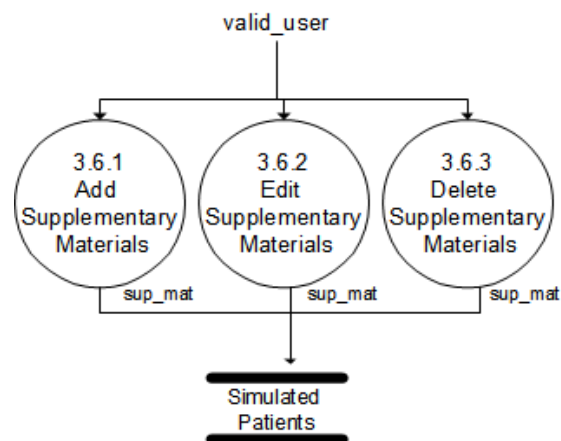 valid_user
3.6.1
Add
Supplementary
Materials
3.6.2
Edit
Supplementary
Materials
3.6.3
Delete
Supplementary
Materials
sup_mat
sup_mat
sup_mat
Simulated
Patients